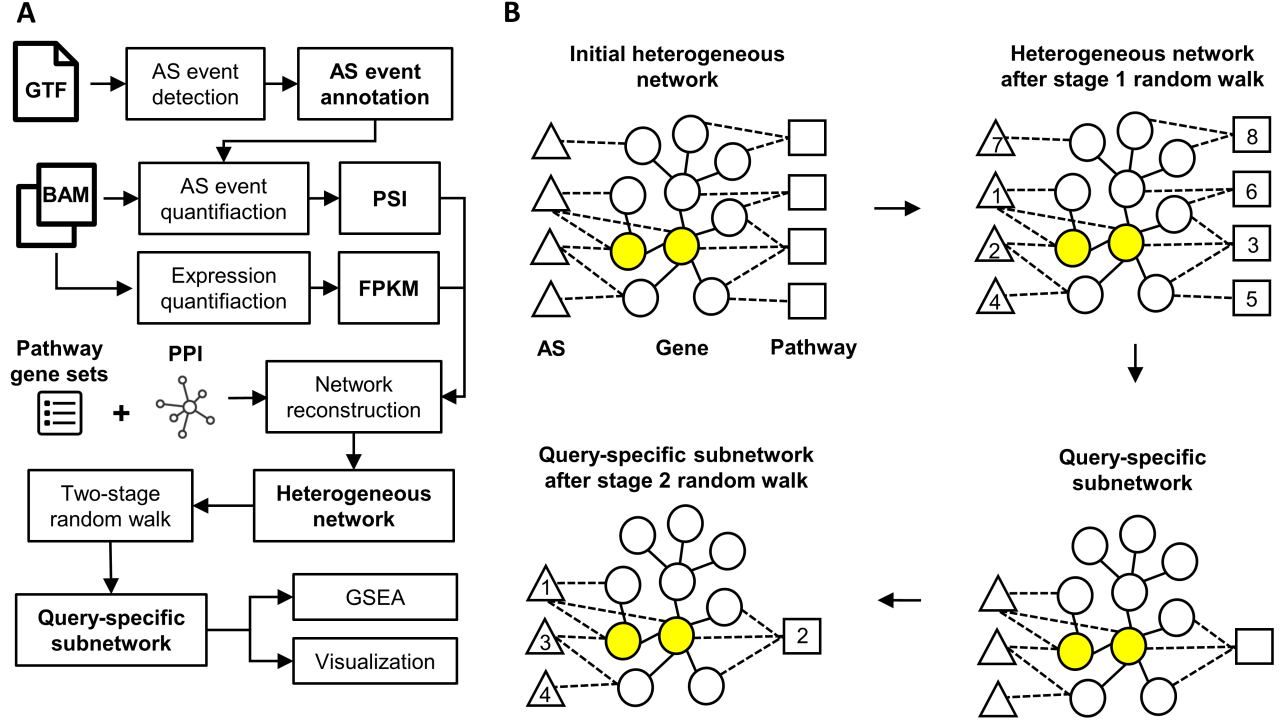 A
GTF
AS event
detection
AS event
annotation
BAM
AS event
quantifiaction
PSI
Expression
quantifiaction
FPKM
Pathway
gene sets
+
PPI
Network
reconstruction
Two-stage
random walk
Heterogeneous
network
Query-specific
subnetwork
GSEA
Visualization
B
Initial heterogeneous
network
AS
Gene
Pathway
Heterogeneous network
after stage 1 random walk
7
8
1
6
2
3
4
5
Query-specific subnetwork
after stage 2 random walk
1
3
2
4
Query-specific
subnetwork